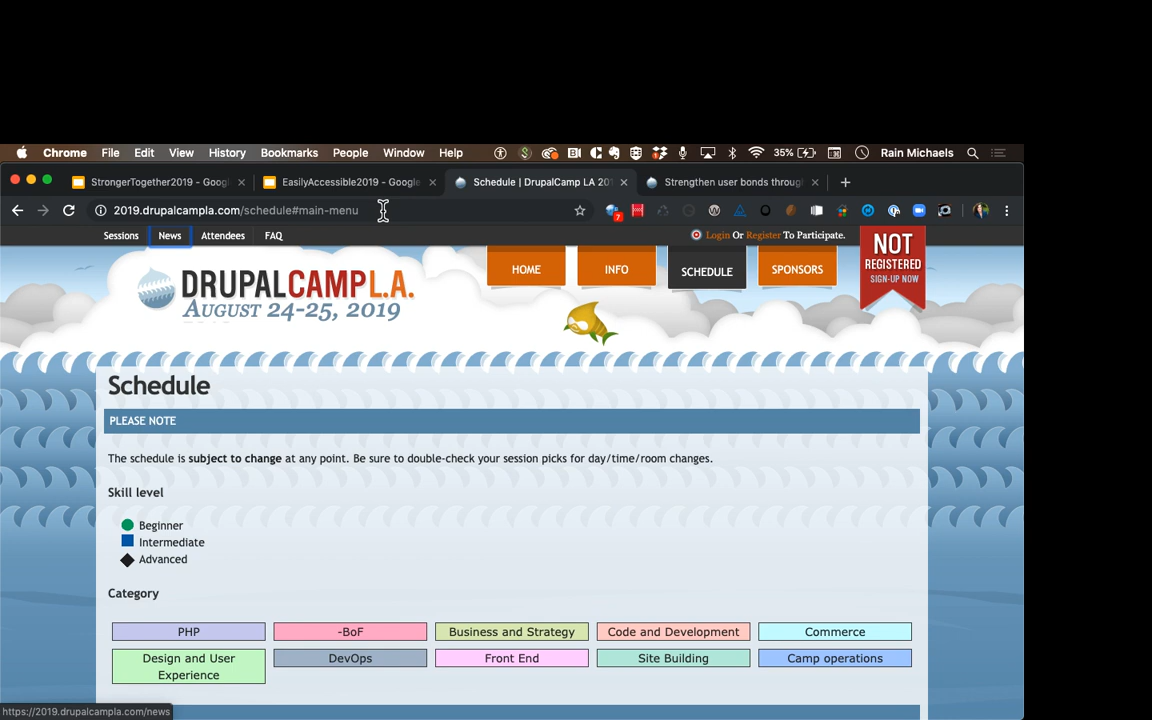 Chrome File Edit View History Bookmarks People Window Help 35% Rain Michaels
StrongerTogether2019 - Googl EasilyAccessible2019 - Google Schedule | DrupalCamp LA 201 Strengthen user bonds through
2019.drupalcampla.com/schedule#main-menu 7
Sessions News Attendees FAQ Login Or Register To Participate.
NOT
REGISTERED
SIGN-UP NOW
HOME INFO SCHEDULE SPONSORS
DRUPALCAMPL.A.
AUGUST 24-25, 2019
Schedule
PLEASE NOTE
The schedule is subject to change at any point. Be sure to double-check your session picks for day/time/room changes.
Skill level
Beginner
Intermediate
Advanced
Category
PHP -BoF Business and Strategy Code and Development Commerce
Design and User DevOps Front End Site Building Camp operations
Experience
https://2019.drupalcampla.com/news